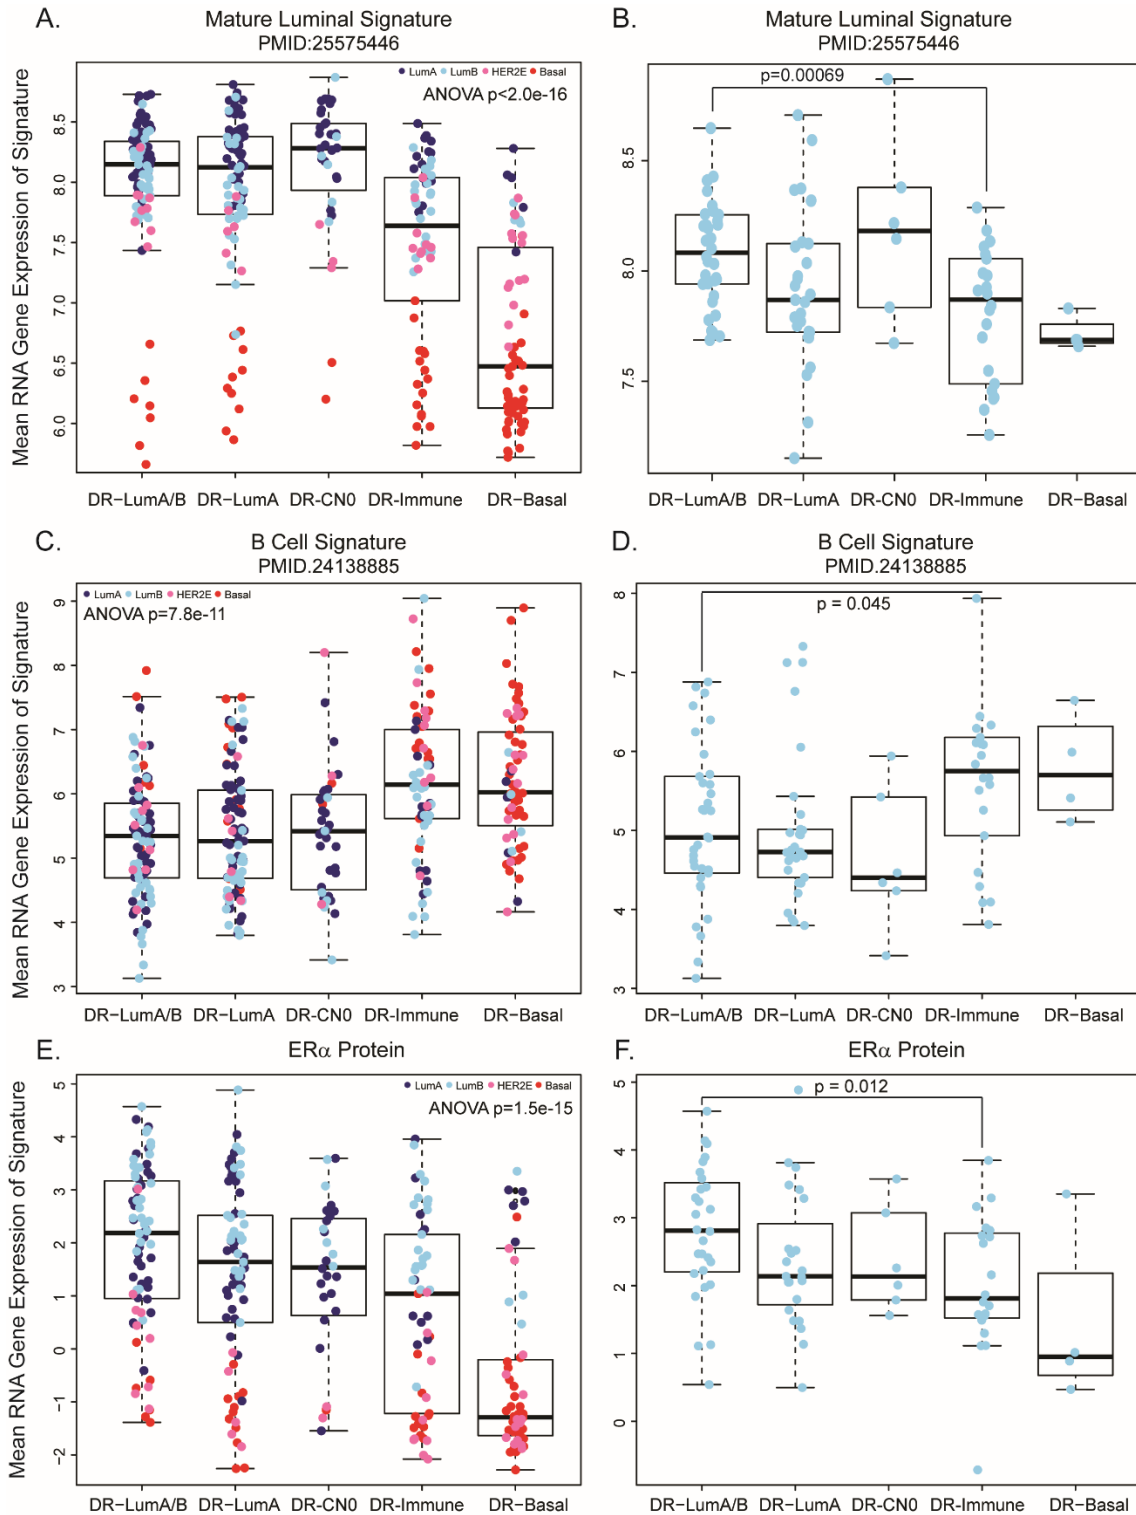 A.
Mature Luminal Signature
PMID:25575446
LumA LumB HER2E Basal
ANOVA p<2.0e-16
Mean RNA Gene Expression of Signature
8.5
8.0
7.5
7.0
6.5
6.0
DR−LumA/B DR−LumA DR-CN0 DR−Immune DR−Basal
B.
Mature Luminal Signature
PMID:25575446
p=0.00069
8.5
8.0
7.5
DR−LumA/B DR−LumA DR-CN0 DR−Immune DR−Basal
C.
B Cell Signature
PMID.24138885
LumA LumB HER2E Basal
ANOVA p=7.8e-11
Mean RNA Gene Expression of Signature
9
8
7
6
5
4
3
DR−LumA/B DR−LumA DR-CN0 DR-Immune DR−Basal
D.
B Cell Signature
PMID.24138885
p = 0.045
8
7
6
5
4
3
DR−LumA/B DR−LumA DR-CN0 DR-Immune DR−Basal
E.
ERα Protein
LumA LumB HER2E Basal
ANOVA p=1.5e-15
Mean RNA Gene Expression of Signature
5
4
3
2
1
0
−1
−2
DR−LumA/B DR−LumA DR−CN0 DR−Immune DR−Basal
F.
ERα Protein
p = 0.012
5
4
3
2
1
0
DR−LumA/B DR−LumA DR−CN0 DR−Immune DR−Basal